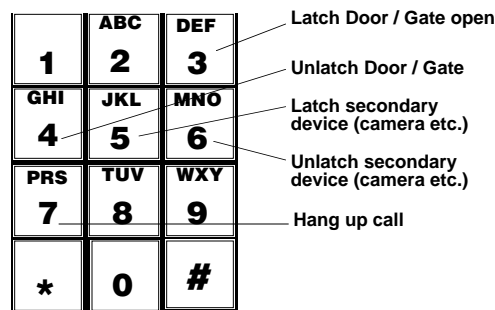 ABC DEF
1 2 3
GHI JKL MNO
4 5 6
PRS TUV WXY
7 8 9
* 0 #
Latch Door / Gate open
Unlatch Door / Gate
Latch secondary
device (camera etc.)
Unlatch secondary
device (camera etc.)
Hang up call